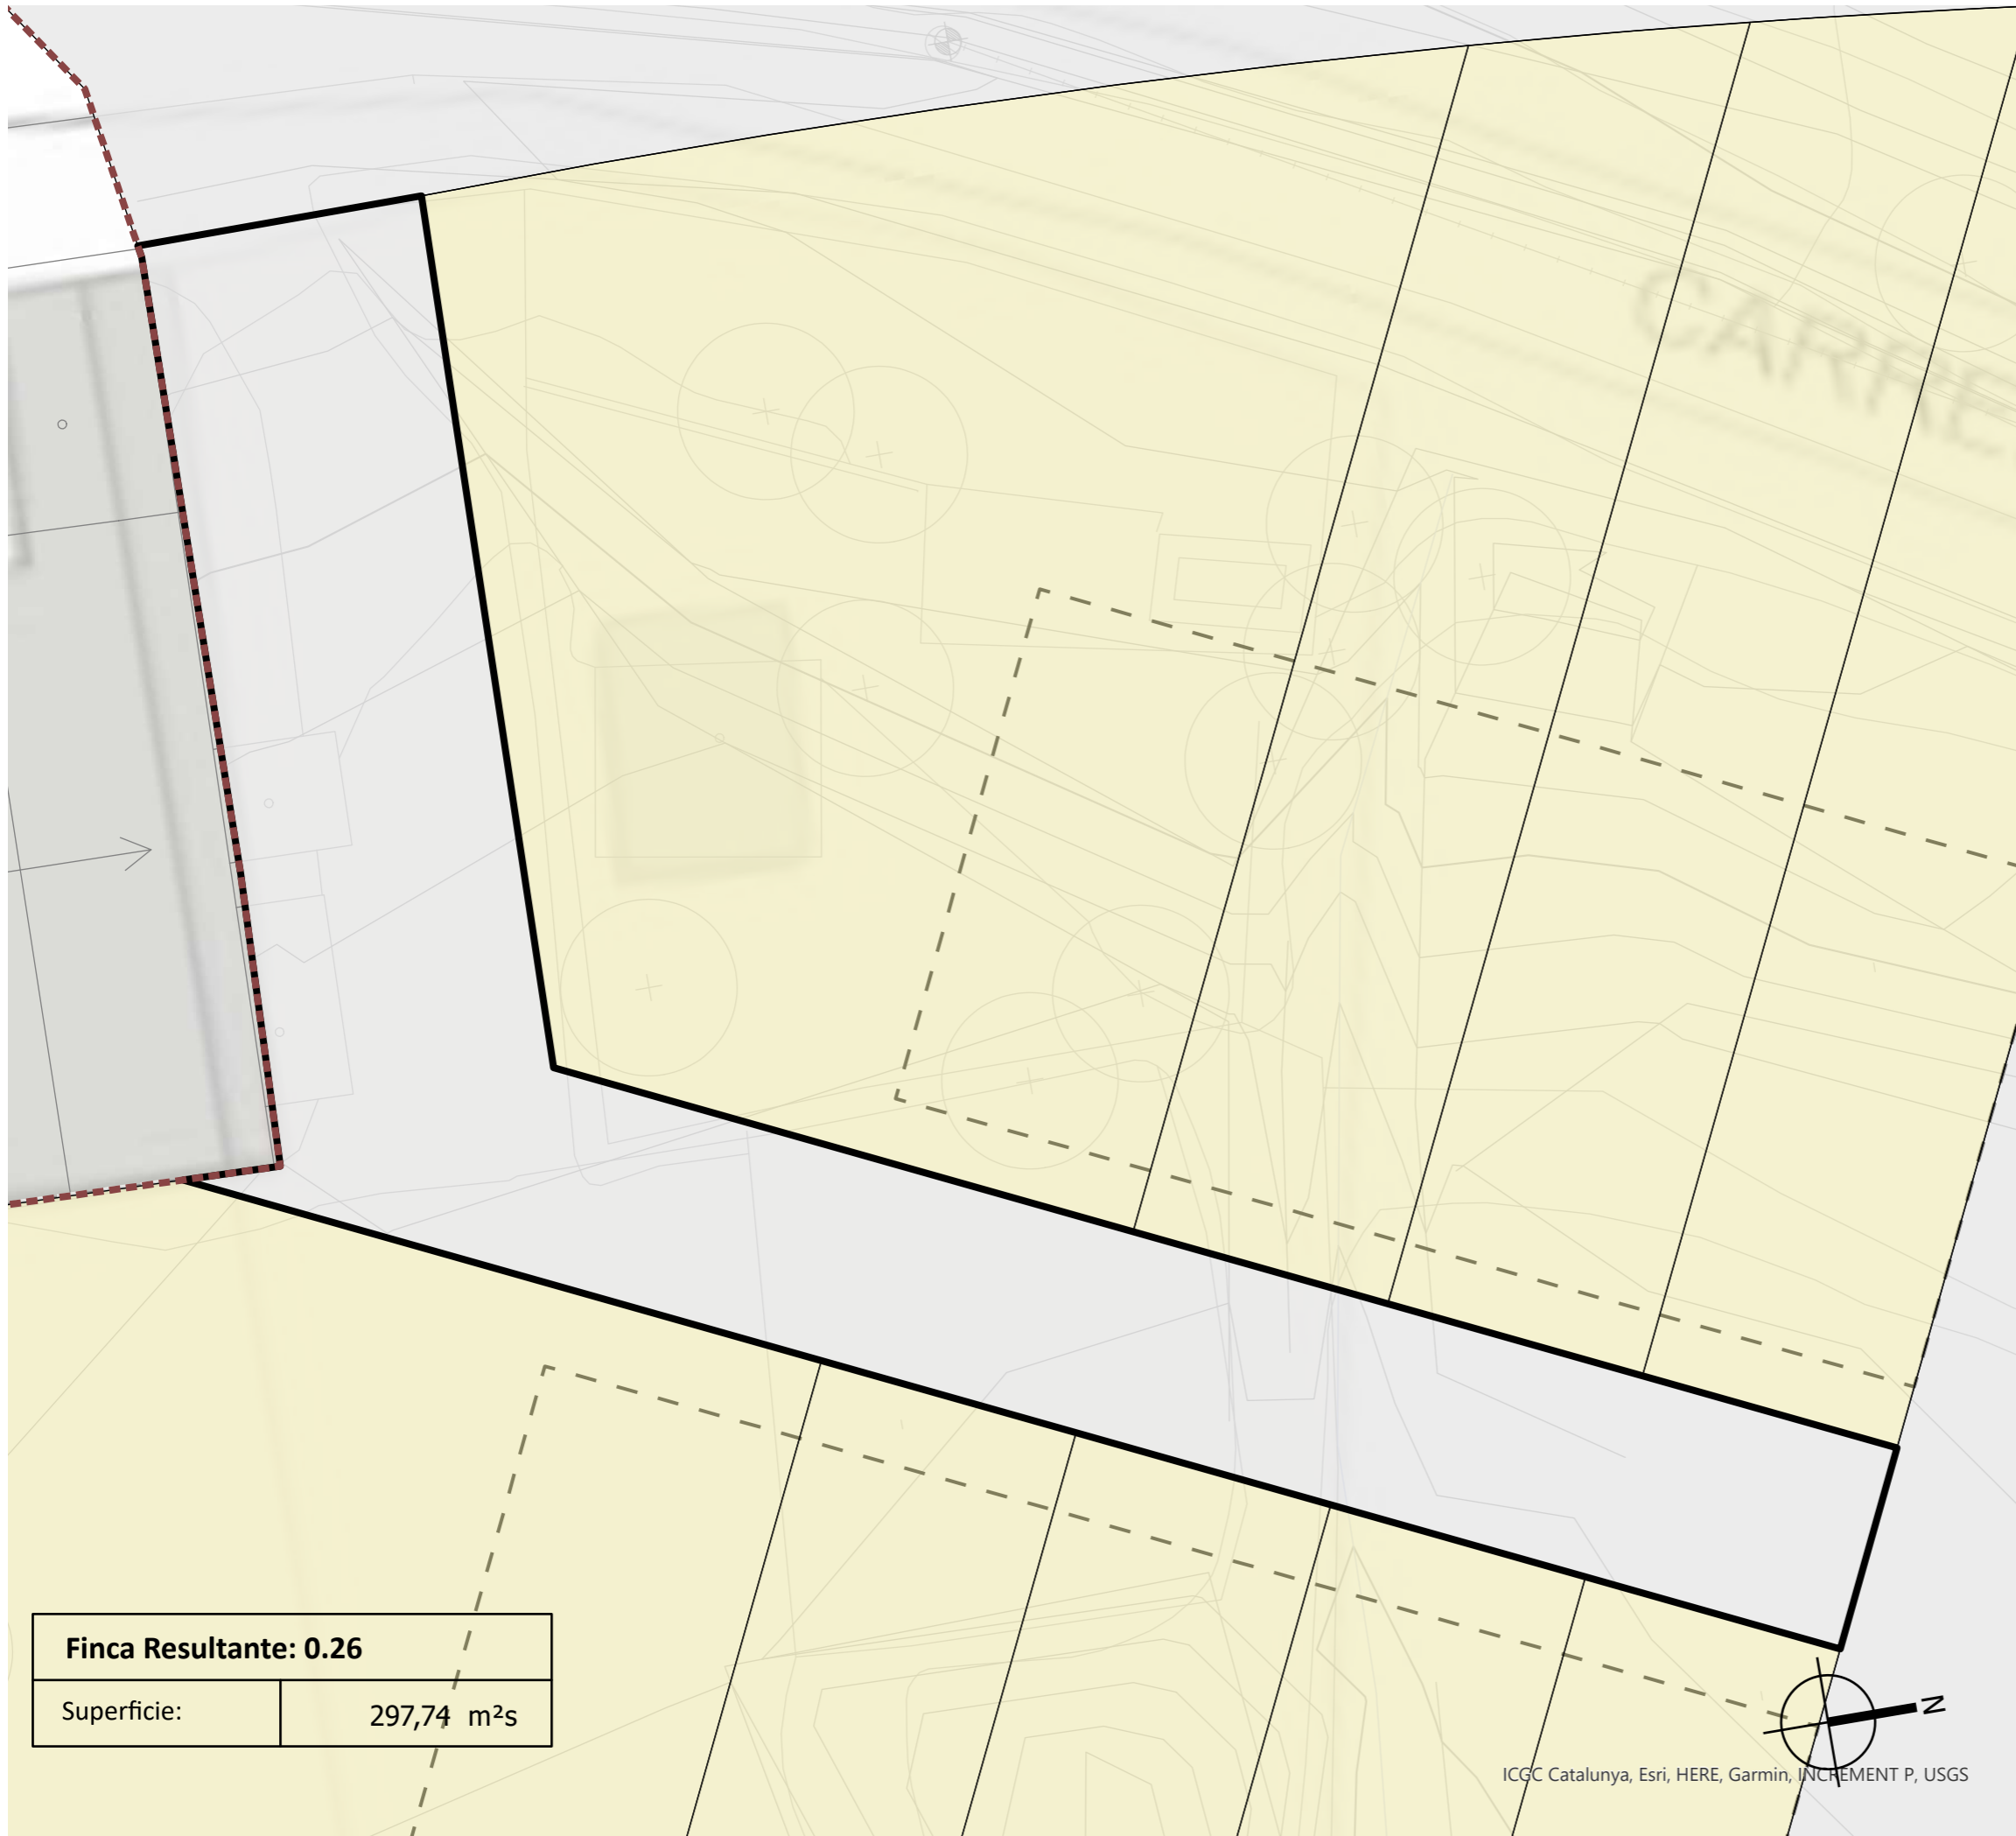 CARRE
Finca Resultante: 0.26
Superficie:
297,74 m²s
N
ICGC Catalunya, Esri, HERE, Garmin, INCREMENT P, USGS